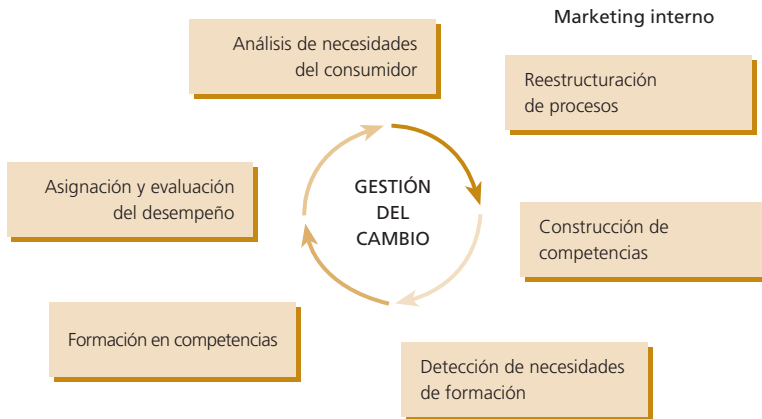 Marketing interno
Análisis de necesidades
del consumidor
Reestructuración
de procesos
Construcción de
competencias
Detección de necesidades
de formación
Formación en competencias
Asignación y evaluación
del desempeño
GESTIÓN
DEL
CAMBIO